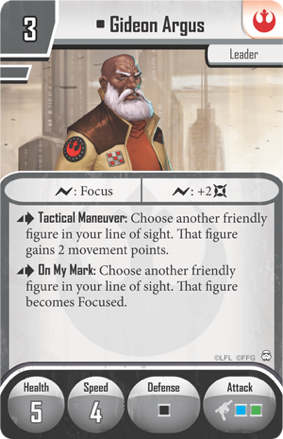 3
Gideon Argus
Leader
: Focus
: +2
Tactical Maneuver: Choose another friendly
figure in your line of sight. That figure
gains 2 movement points.
On My Mark: Choose another friendly
figure in your line of sight. That figure
becomes Focused.
©LFL ©FFG
Health
Speed
Defense
Attack
5
4